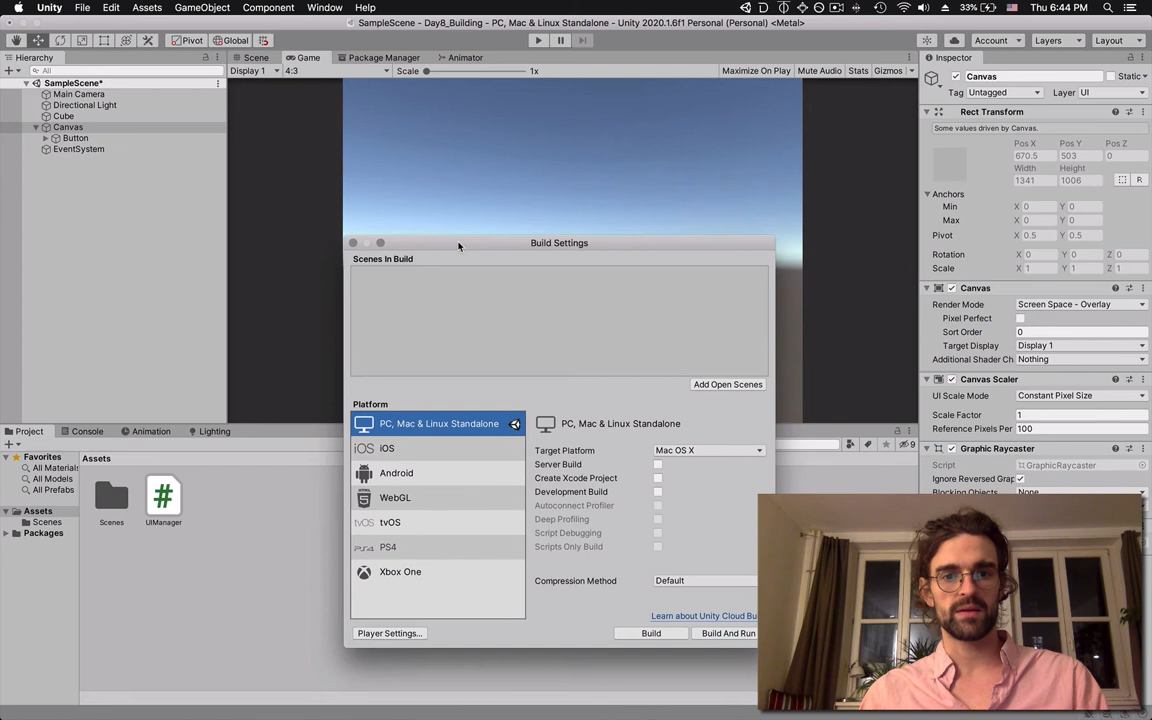 Unity File Edit Assets GameObject Component Window Help 33% Thu 6:44 PM
SampleScene - Day8_Building - PC, Mac & Linux Standalone - Unity 2020.1.6f1 Personal (Personal) <Metal>
Pivot Global Account Layers Layout
Hierarchy
All
SampleScene*
Main Camera
Directional Light
Cube
Canvas
Button
EventSystem
Scene Game Package Manager Animator
Display 1 4:3 Scale 1x Maximize On Play Mute Audio Stats Gizmos
Build Settings
Scenes In Build
Add Open Scenes
Platform
PC, Mac & Linux Standalone
iOS iOS
Android
WebGL
tvOS tvOS
PS4
Xbox One
PC, Mac & Linux Standalone
Target Platform Mac OS X
Server Build
Create Xcode Project
Development Build
Autoconnect Profiler
Deep Profiling
Script Debugging
Scripts Only Build
Compression Method Default
Learn about Unity Cloud Bu
Player Settings... Build Build And Run
Project Console Animation Lighting
9
Favorites
All Materials
All Models
All Prefabs
Assets
Scenes
Packages
Assets
#
Scenes UIManager
Inspector
Canvas Static
Tag Untagged Layer UI
Rect Transform
Some values driven by Canvas.
Pos X Pos Y Pos Z
670.5 503 0
Width Height
1341 1006 R
Anchors
Min X 0 Y 0
Max X 0 Y 0
Pivot X 0.5 Y 0.5
Rotation X 0 Y 0 Z 0
Scale X 1 Y 1 Z 1
Canvas
Render Mode Screen Space - Overlay
Pixel Perfect
Sort Order 0
Target Display Display 1
Additional Shader Ch Nothing
Canvas Scaler
UI Scale Mode Constant Pixel Size
Scale Factor 1
Reference Pixels Per 100
Graphic Raycaster
Script GraphicRaycaster
Ignore Reversed Grap
Blocking Objects None